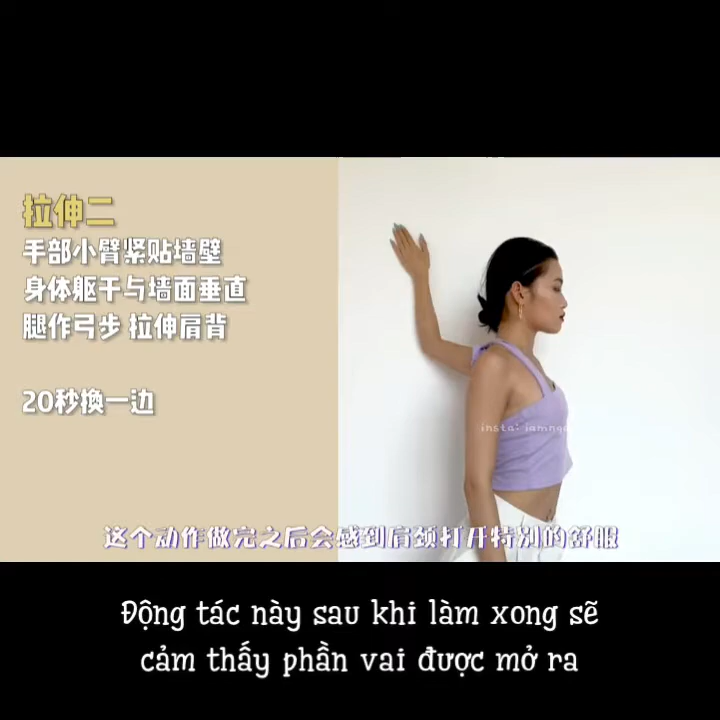 拉伸二
手部小臂紧贴墙壁
身体躯干与墙面垂直
腿作弓步 拉伸肩背
20秒换一边
insta: iamng
这个动作做完之后会感到肩颈打开特别的舒服
Động tác này sau khi làm xong sẽ
cảm thấy phần vai được mở ra